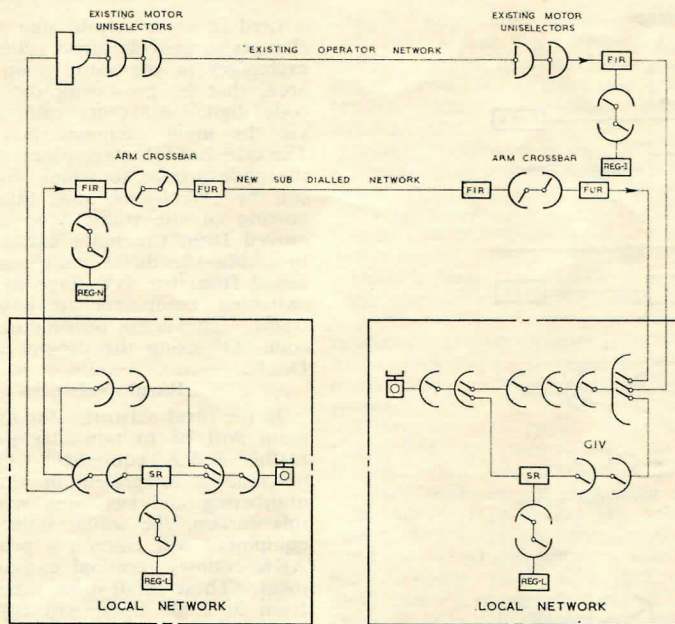 EXISTING MOTOR
UNISELECTORS
EXISTING OPERATOR NETWORK
EXISTING MOTOR
UNISELECTORS
FIR
REG-I
ARM CROSSBAR
FIR
FUR
NEW SUB DIALLED NETWORK
FIR
ARM CROSSBAR
FUR
REG-N
SR
REG-L
LOCAL NETWORK
GIV
SR
REG-L
LOCAL NETWORK